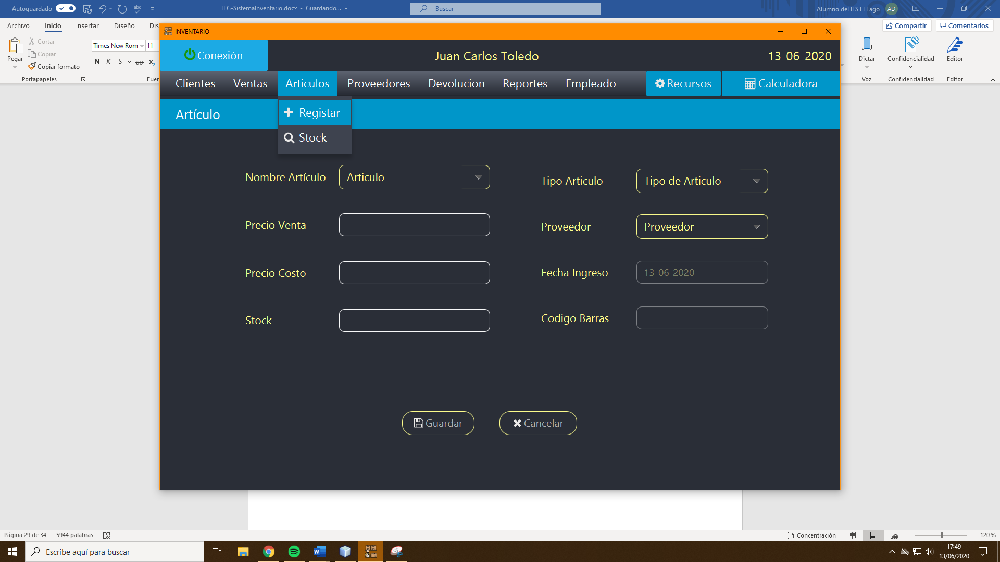 Autoguardado
TFG-SistemaInventario.docx - Guardando...
Buscar
Alumno del IES El Lago
AD
Archivo
Inicio
Insertar
Diseño
Compartir
Comentarios
Pegar
Cortar
Copiar
Copiar formato
Portapapeles
Times New Rom
11
N K S ab x₂
Dictar
Confidencialidad
Editor
Voz
Confidencialidad
Editor
INVENTARIO
Conexión
Juan Carlos Toledo
13-06-2020
Clientes
Ventas
Articulos
Proveedores
Devolucion
Reportes
Empleado
Recursos
Calculadora
Artículo
Registar
Stock
Nombre Artículo
Articulo
Tipo Articulo
Tipo de Articulo
Precio Venta
Proveedor
Proveedor
Precio Costo
Fecha Ingreso
13-06-2020
Stock
Codigo Barras
Guardar
Cancelar
Página 29 de 34
5944 palabras
Concentración
120 %
Escribe aquí para buscar
17:49
13/06/2020